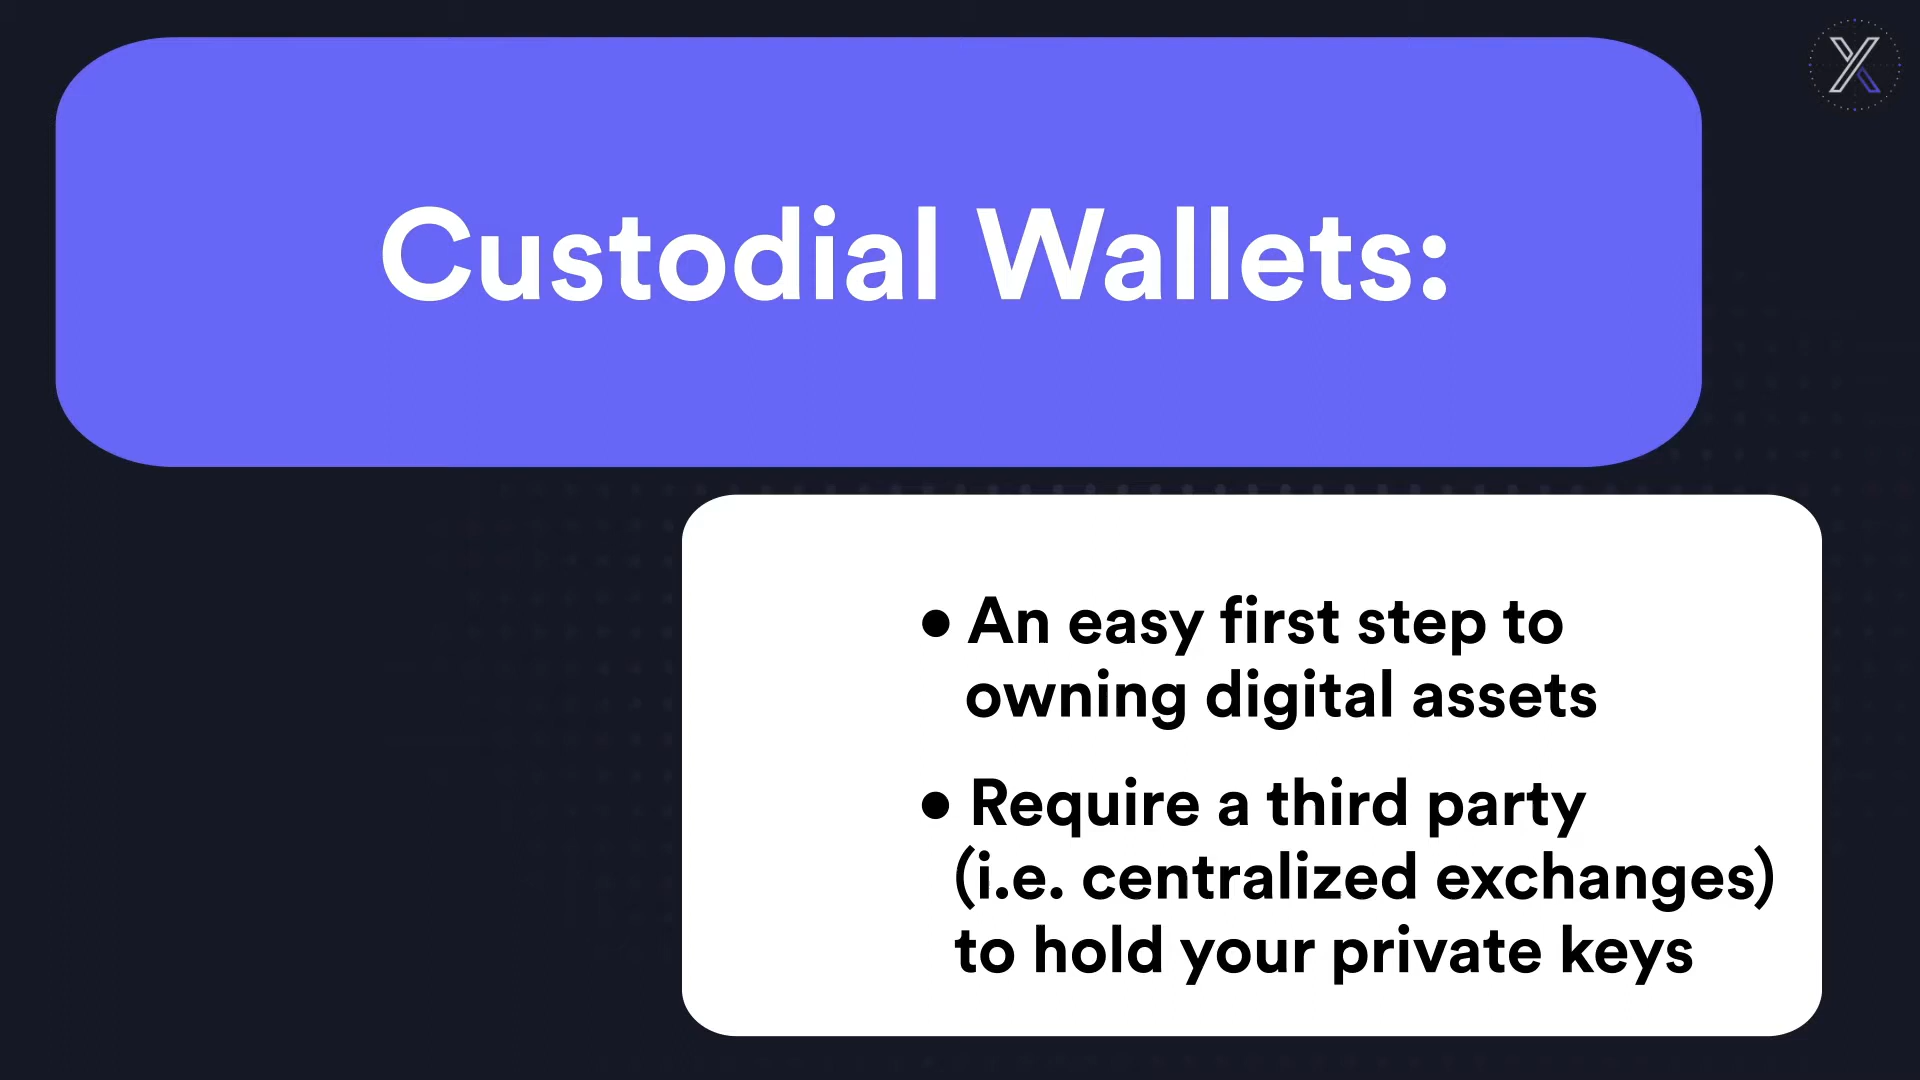 Custodial Wallets:
• An easy first step to
owning digital assets
• Require a third party
(i.e. centralized exchanges)
to hold your private keys